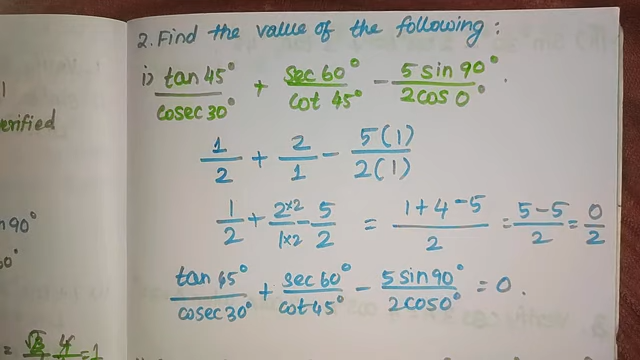 2. Find the value of the following :
i) tan 45° / cosec 30° + sec 60° / cot 45° - 5 sin 90° / 2 cos 0° .
1/2 + 2/1 - 5(1)/2(1)
1/2 + 2×2/1×2 - 5/2 = 1+4-5/2 = 5-5/2 = 0/2
tan 45° / cosec 30° + sec 60° / cot 45° - 5 sin 90° / 2 cos 0° = 0 .
erified
n 90°